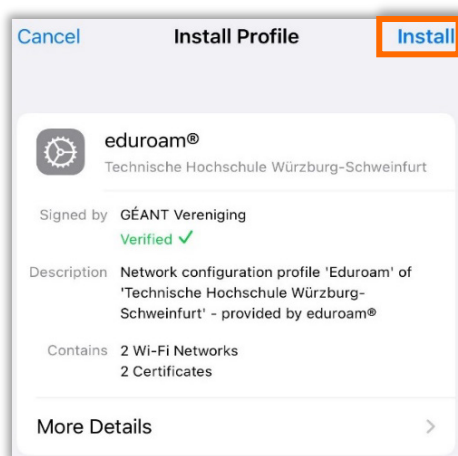 Cancel Install Profile Install
eduroam®
Technische Hochschule Würzburg-Schweinfurt
Signed by GÉANT Vereniging
Verified ✓
Description Network configuration profile 'Eduroam' of
'Technische Hochschule Würzburg-
Schweinfurt' - provided by eduroam®
Contains 2 Wi-Fi Networks
2 Certificates
More Details